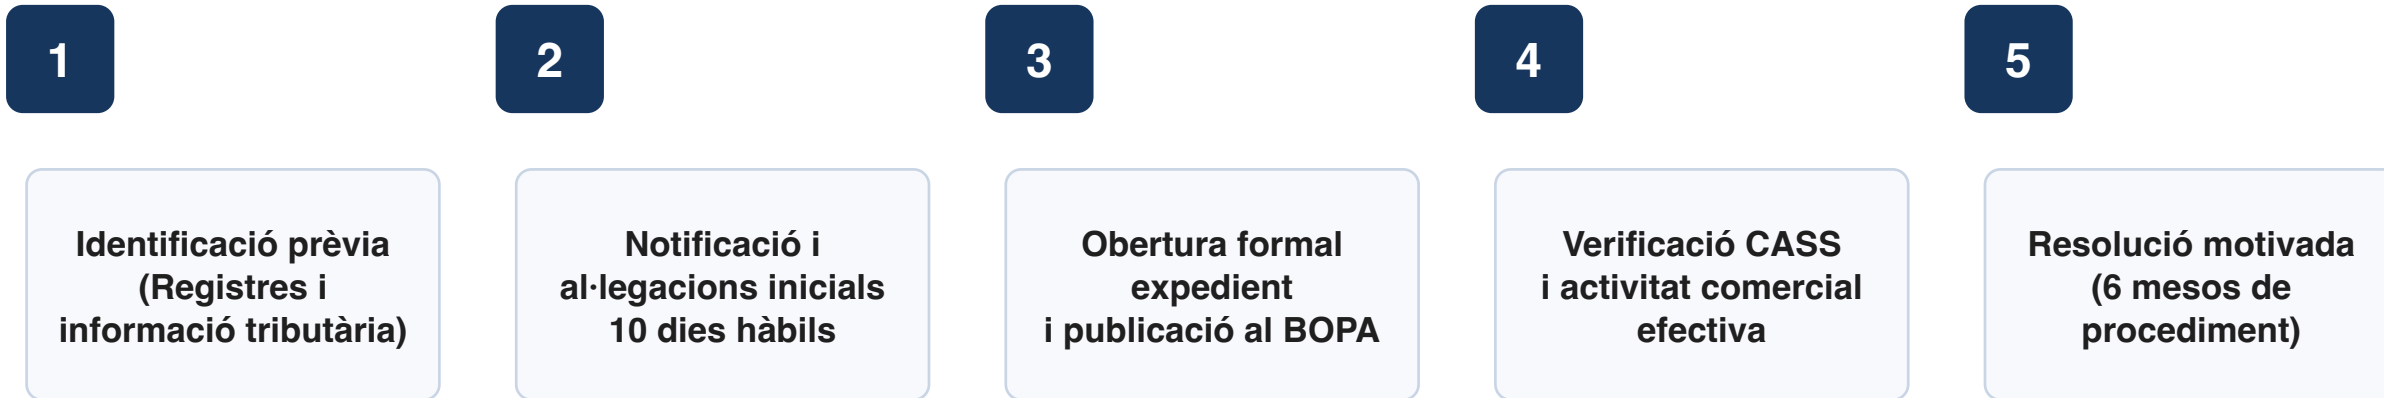 1
2
3
4
5
Identificació prèvia
(Registres i
informació tributària)
Notificació i
al·legacions inicials
10 dies hàbils
Obertura formal
expedient
i publicació al BOPA
Verificació CASS
i activitat comercial
efectiva
Resolució motivada
(6 mesos de
procediment)